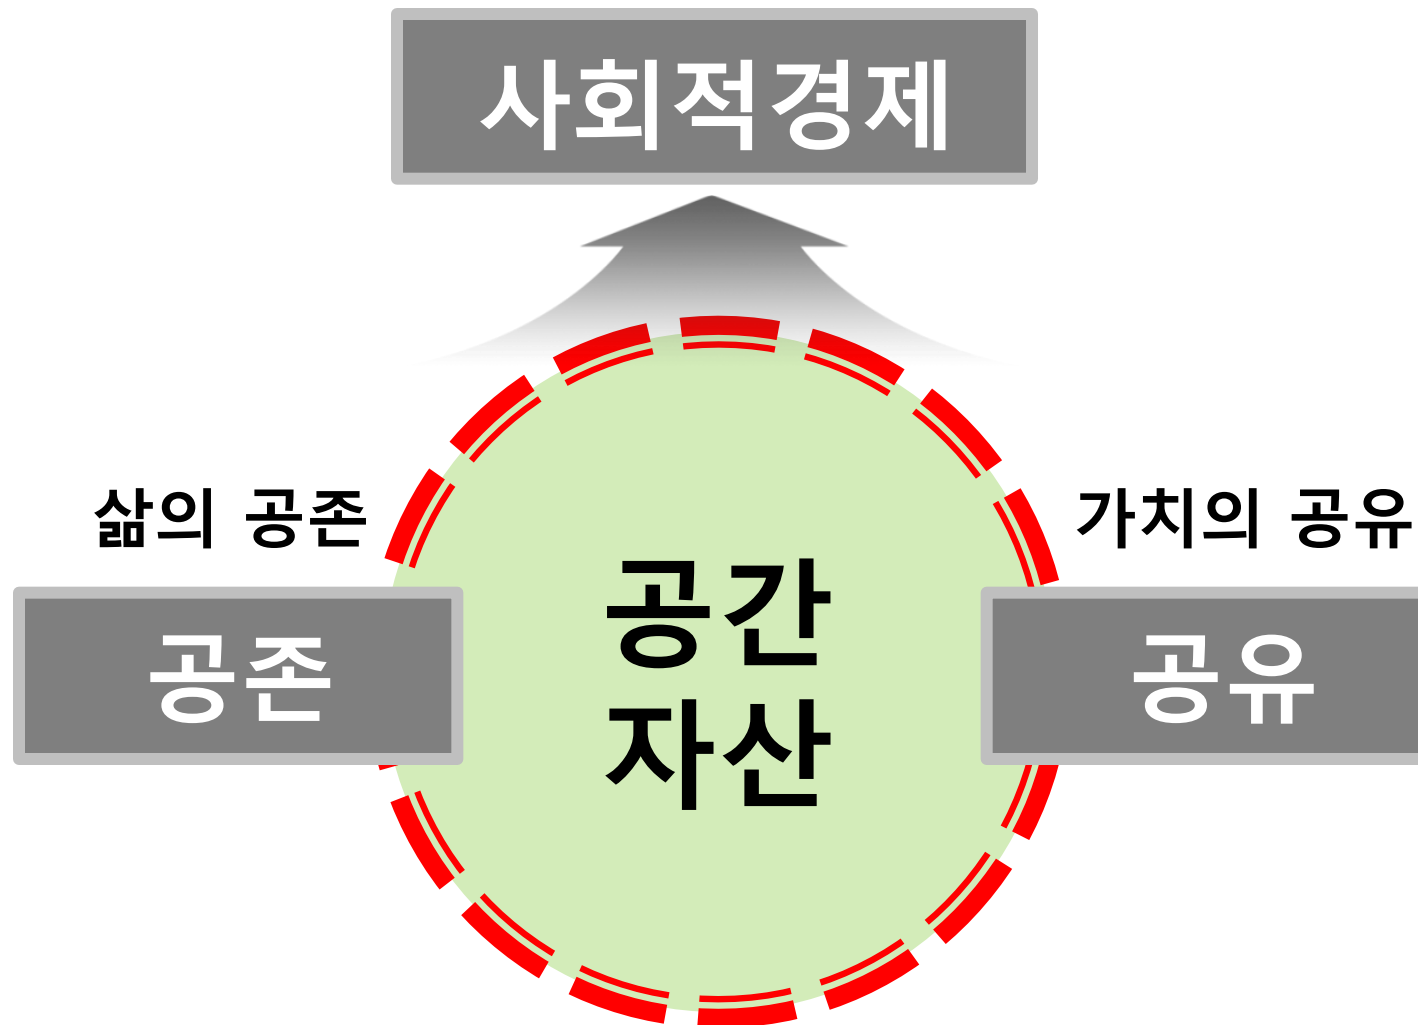 사회적경제
삶의 공존
가치의 공유
공존
공간
자산
공유